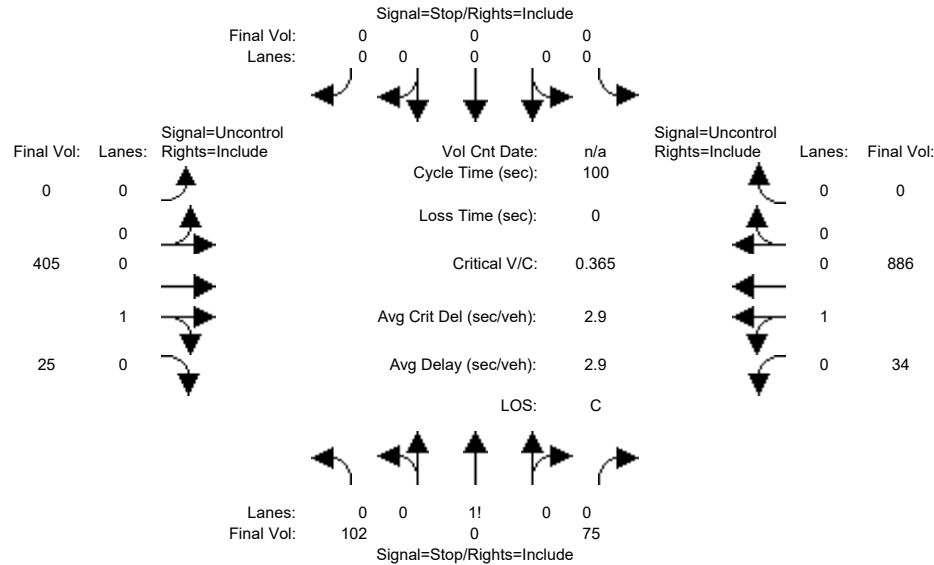 Signal=Stop/Rights=Include
Final Vol: 0 0 0
Lanes: 0 0 0 0 0
Signal=Uncontrol Signal=Uncontrol
Final Vol: Lanes: Rights=Include Vol Cnt Date: n/a Rights=Include Lanes: Final Vol:
Cycle Time (sec): 100
0 0 0 0
Loss Time (sec): 0
0 0
405 0 Critical V/C: 0.365 0 886
1 Avg Crit Del (sec/veh): 2.9 1
25 0 Avg Delay (sec/veh): 2.9 0 34
LOS: C
Lanes: 0 0 1! 0 0
Final Vol: 102 0 75
Signal=Stop/Rights=Include